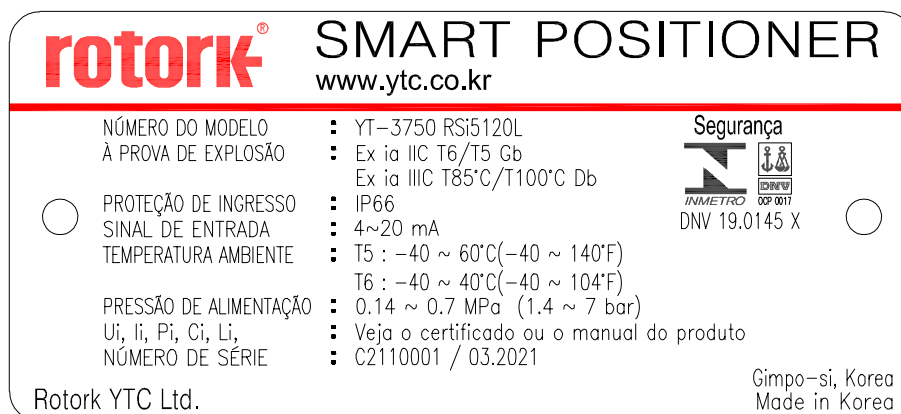 rotork® SMART POSITIONER
www.ytc.co.kr
NÚMERO DO MODELO : YT-3750 RSi5120L
À PROVA DE EXPLOSÃO : Ex ia IIC T6/T5 Gb
Ex ia IIIC T85°C/T100°C Db
Segurança
INMETRO
DNV
OCP 0017
DNV 19.0145 X
PROTEÇÃO DE INGRESSO : IP66
SINAL DE ENTRADA : 4~20 mA
TEMPERATURA AMBIENTE : T5 : -40 ~ 60°C(-40 ~ 140°F)
T6 : -40 ~ 40°C(-40 ~ 104°F)
PRESSÃO DE ALIMENTAÇÃO : 0.14 ~ 0.7 MPa (1.4 ~ 7 bar)
Ui, Ii, Pi, Ci, Li, : Veja o certificado ou o manual do produto
NÚMERO DE SÉRIE : C2110001 / 03.2021
Rotork YTC Ltd.
Gimpo-si, Korea
Made in Korea